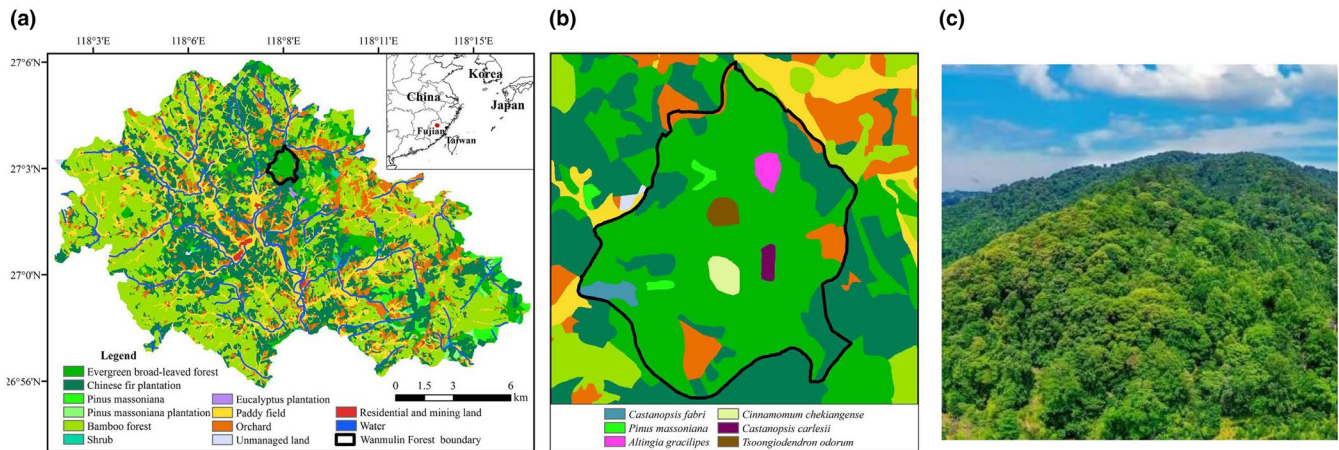 (a)
(b)
(c)
118°3'E
118°6'E
118°8'E
118°11'E
118°15'E
27°6'N
27°3'N
27°0'N
26°56'N
Korea
China
Japan
Fujian
Taiwan
Legend
Evergreen broad-leaved forest
Chinese fir plantation
Pinus massoniana
Pinus massoniana plantation
Bamboo forest
Shrub
Eucalyptus plantation
Paddy field
Orchard
Unmanaged land
Residential and mining land
Water
Wanmulin Forest boundary
0 1.5 3 6
km
Castanopsis fabri
Pinus massoniana
Altingia gracilipes
Cinnamomum chekiangense
Castanopsis carlesii
Tsoongiodendron odorum